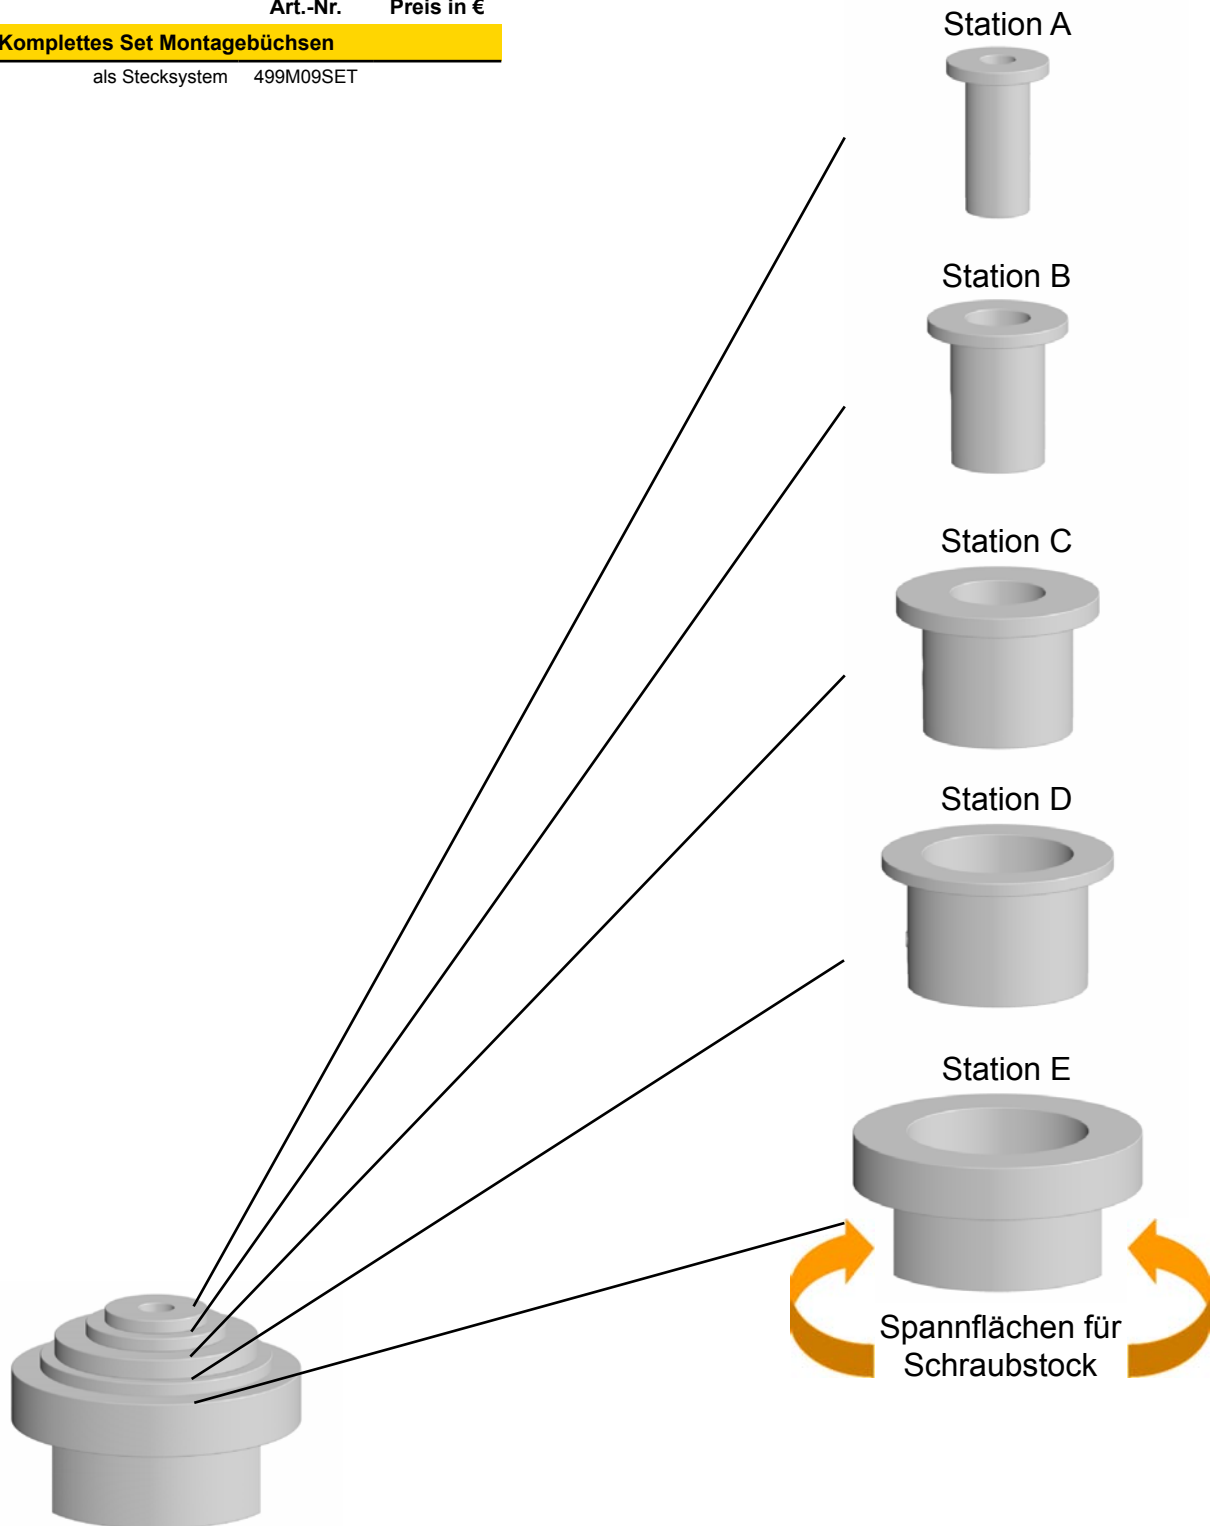 Art.-Nr. Preis in €
Komplettes Set Montagebüchsen
als Stecksystem 499M09SET
Station A
Station B
Station C
Station D
Station E
Spannflächen für
Schraubstock